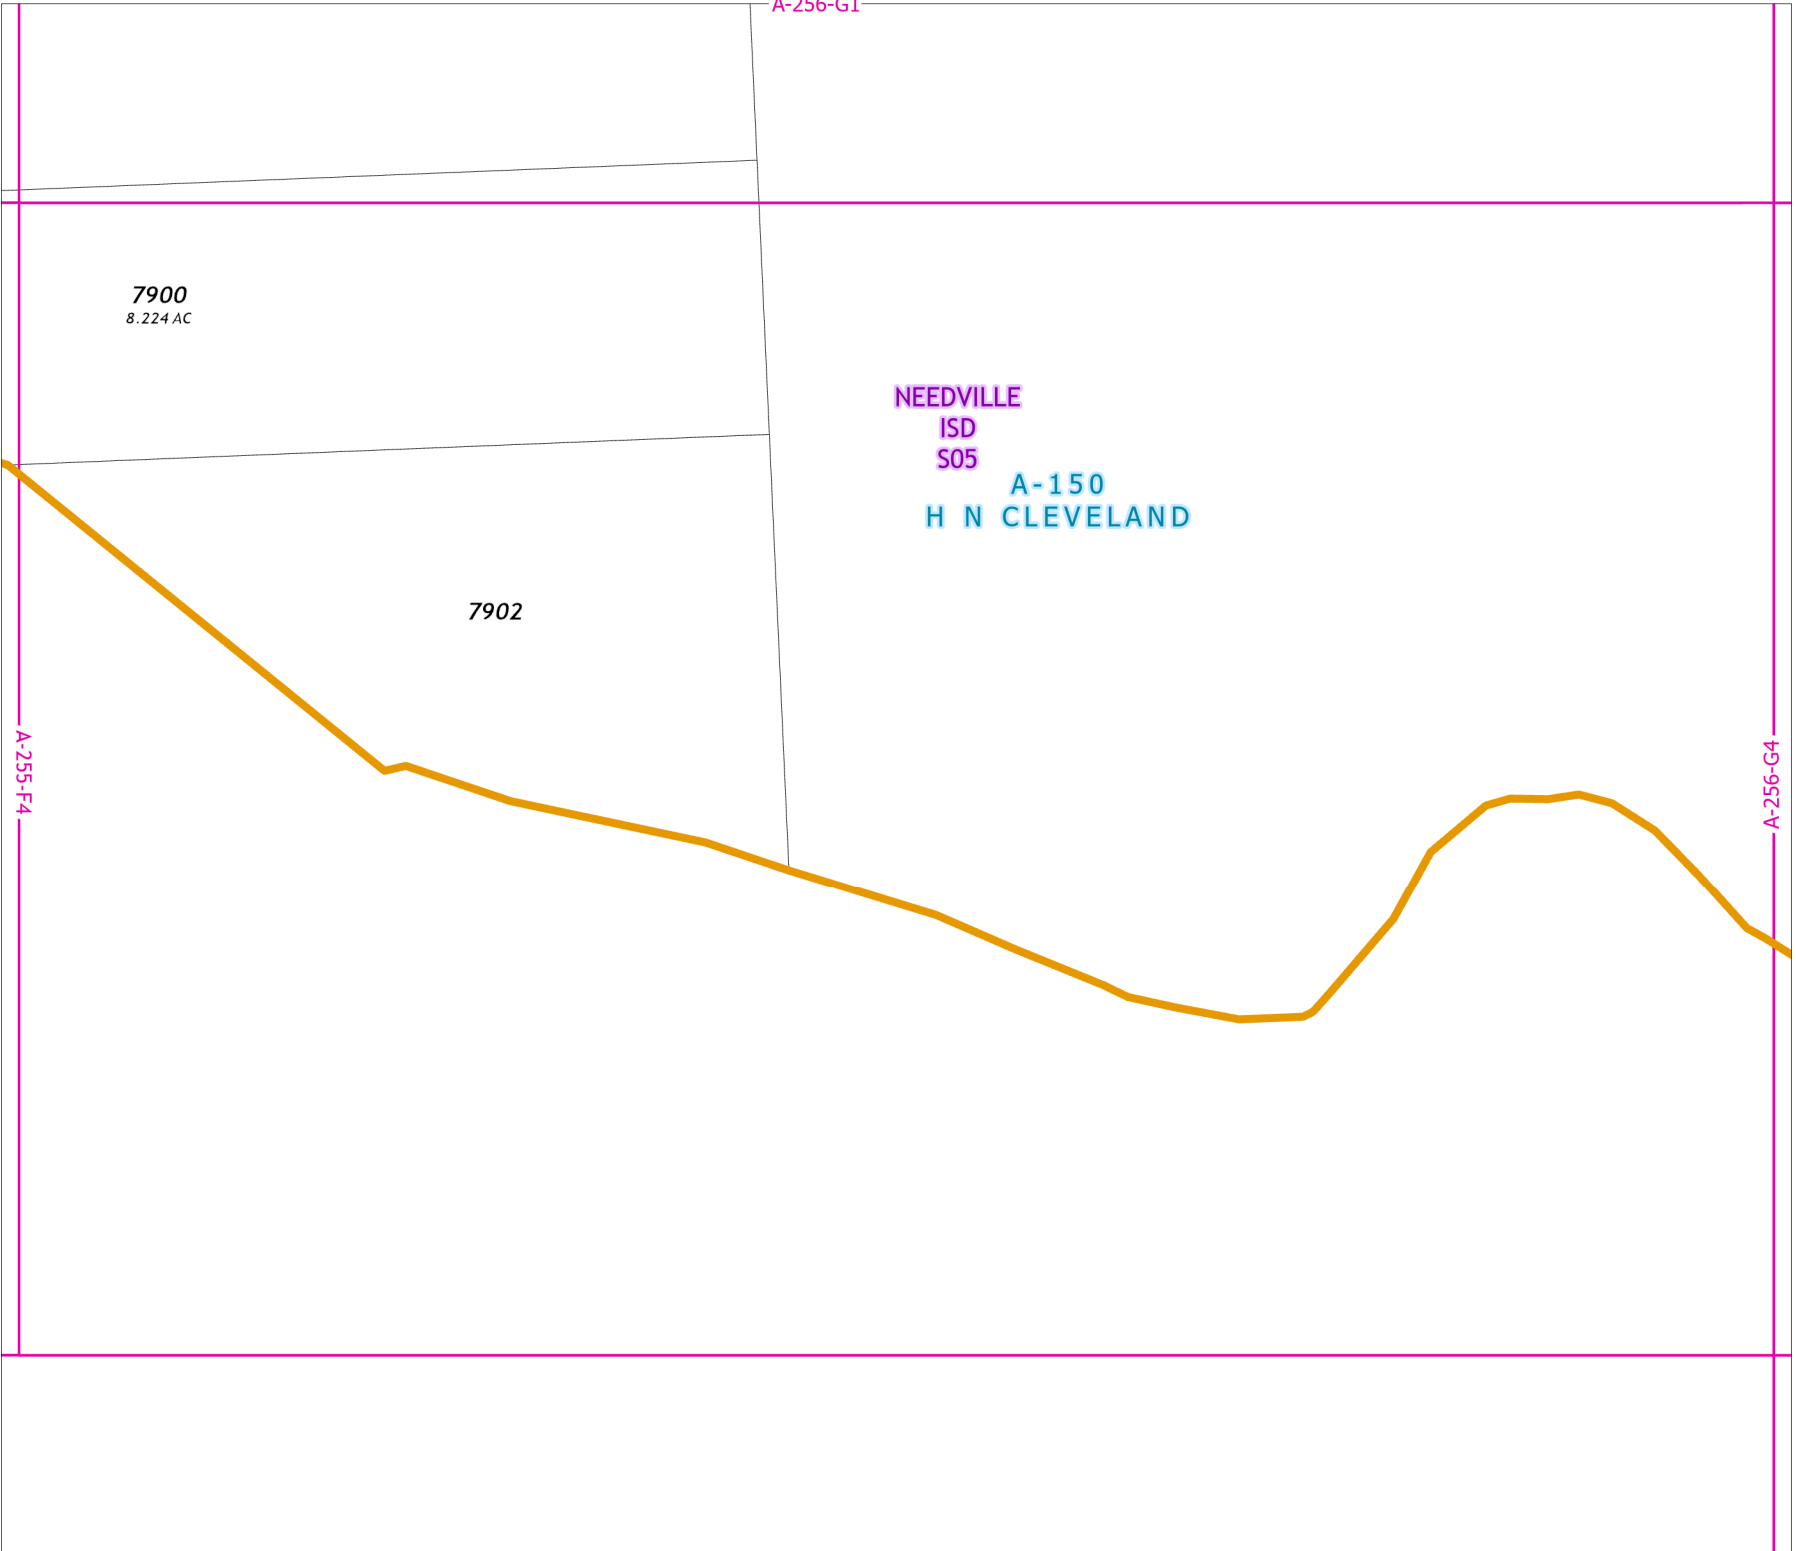 A-256-G1
7900
8.224 AC
NEEDVILLE
ISD
S05
A-150
H N CLEVELAND
7902
A-255-F4
A-256-G4